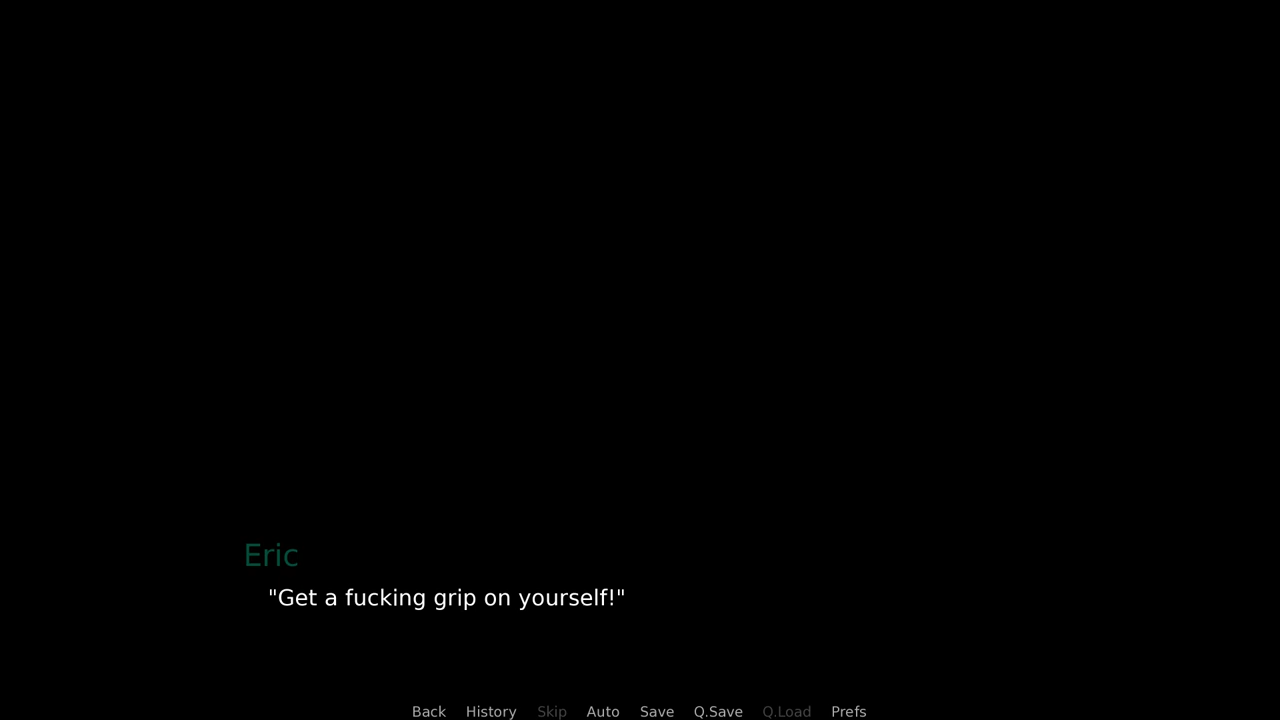 Eric
"Get a fucking grip on yourself!"
Back History Skip Auto Save Q.Save Q.Load Prefs